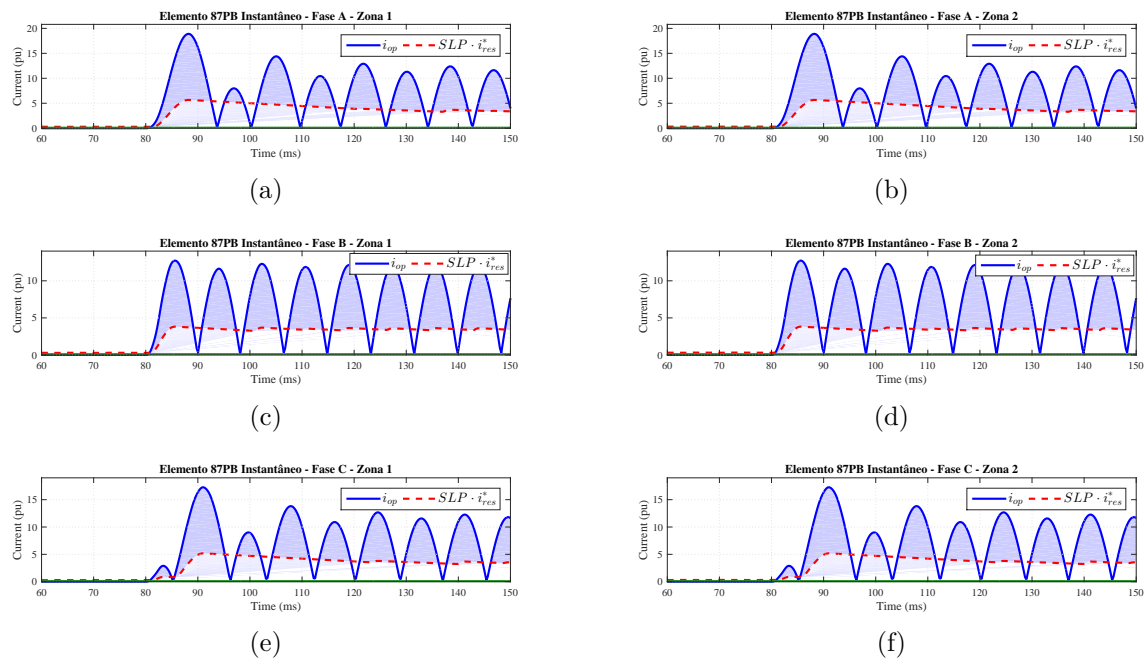 Elemento 87PB Instantâneo - Fase A - Zona 1
Current (pu)
20
15
10
5
0
i_op SLP · i*_res
60 70 80 90 100 110 120 130 140 150
Time (ms)
(a)
Elemento 87PB Instantâneo - Fase A - Zona 2
Current (pu)
20
15
10
5
0
i_op SLP · i*_res
60 70 80 90 100 110 120 130 140 150
Time (ms)
(b)
Elemento 87PB Instantâneo - Fase B - Zona 1
Current (pu)
10
5
0
i_op SLP · i*_res
60 70 80 90 100 110 120 130 140 150
Time (ms)
(c)
Elemento 87PB Instantâneo - Fase B - Zona 2
Current (pu)
10
5
0
i_op SLP · i*_res
60 70 80 90 100 110 120 130 140 150
Time (ms)
(d)
Elemento 87PB Instantâneo - Fase C - Zona 1
Current (pu)
15
10
5
0
i_op SLP · i*_res
60 70 80 90 100 110 120 130 140 150
Time (ms)
(e)
Elemento 87PB Instantâneo - Fase C - Zona 2
Current (pu)
15
10
5
0
i_op SLP · i*_res
60 70 80 90 100 110 120 130 140 150
Time (ms)
(f)